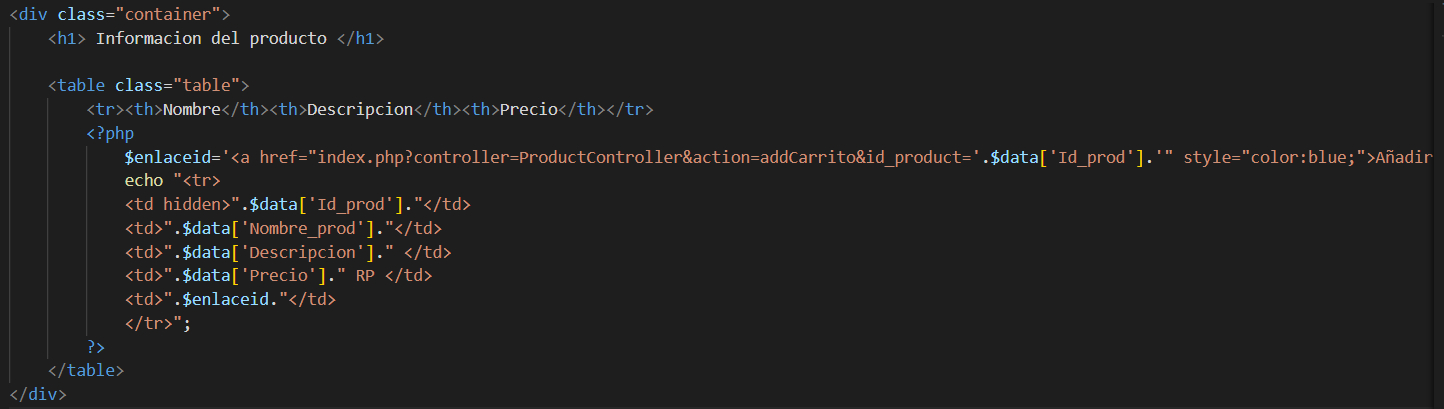 <div class="container">
<h1> Informacion del producto </h1>
<table class="table">
<tr><th>Nombre</th><th>Descripcion</th><th>Precio</th></tr>
<?php
$enlaceid='<a href="index.php?controller=ProductController&action=addCarrito&id_product='.$data['Id_prod'].'" style="color:blue;">Añadir
echo "<tr>
<td hidden>".$data['Id_prod']."</td>
<td>".$data['Nombre_prod']."</td>
<td>".$data['Descripcion']." </td>
<td>".$data['Precio']." RP </td>
<td>".$enlaceid."</td>
</tr>";
?>
</table>
</div>